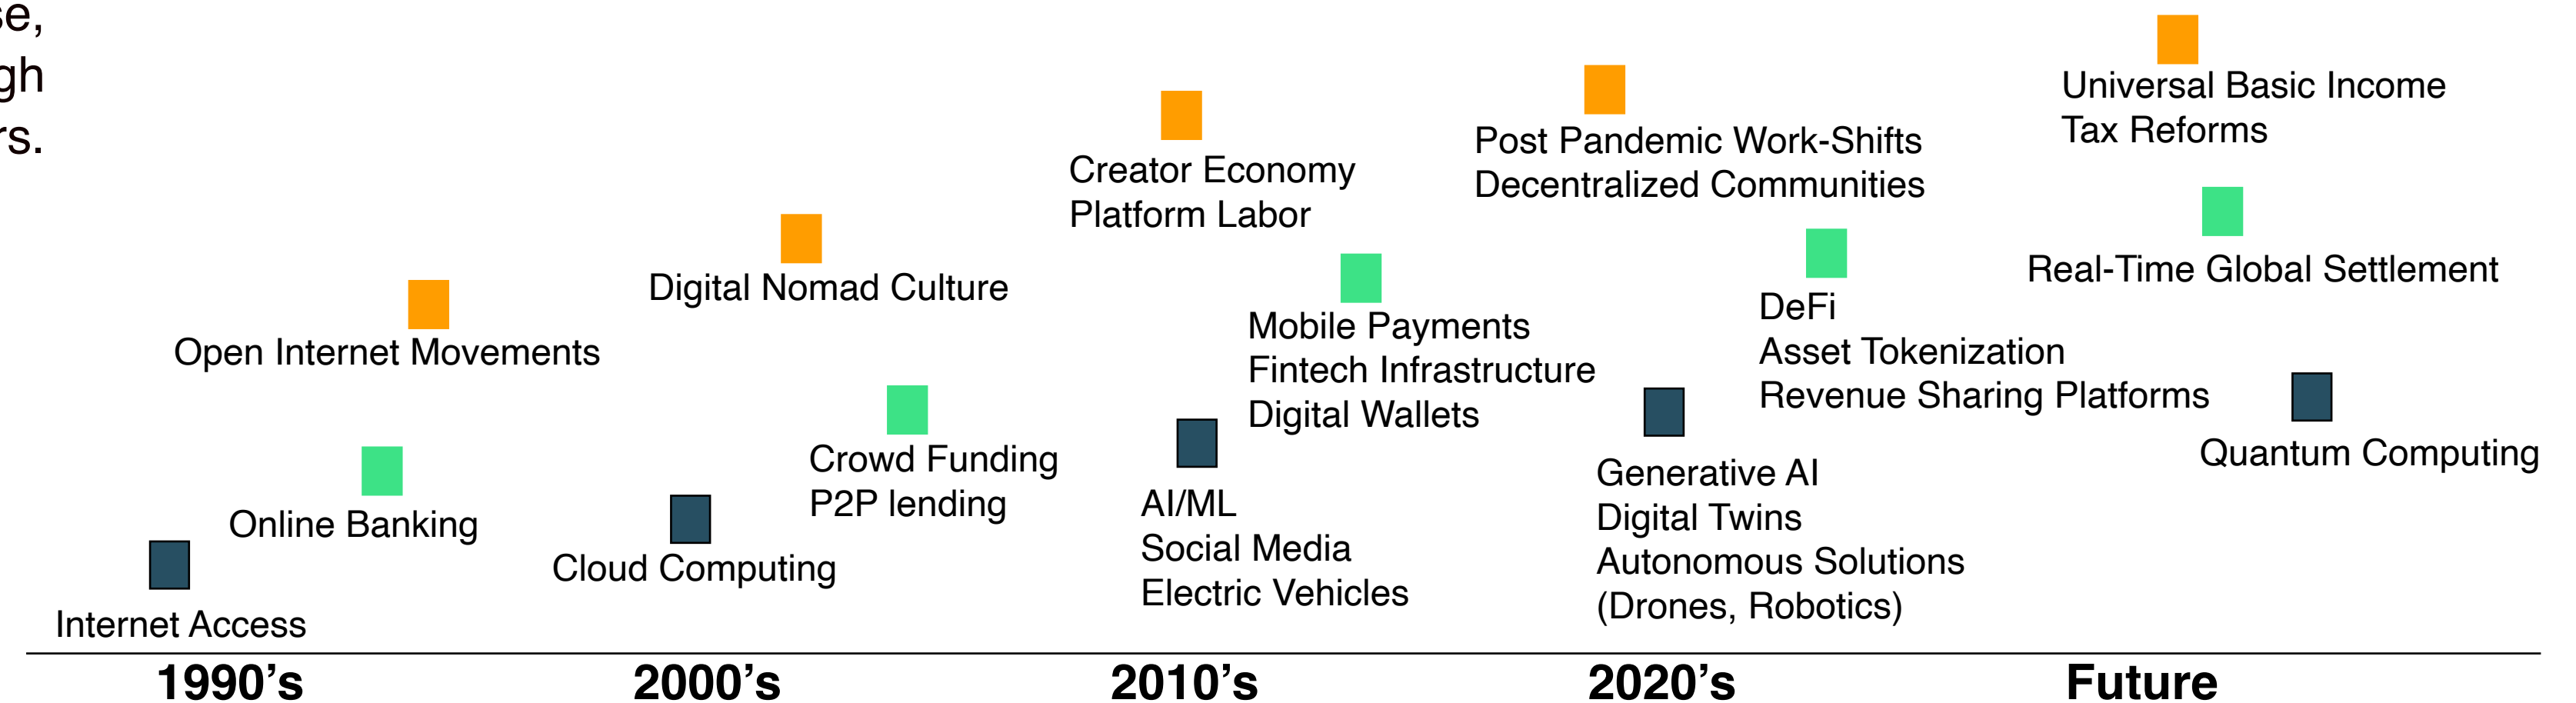 se,
gh
rs.
Universal Basic Income
Tax Reforms
Post Pandemic Work-Shifts
Decentralized Communities
Creator Economy
Platform Labor
Digital Nomad Culture
Open Internet Movements
Real-Time Global Settlement
DeFi
Asset Tokenization
Revenue Sharing Platforms
Mobile Payments
Fintech Infrastructure
Digital Wallets
Crowd Funding
P2P lending
Online Banking
Quantum Computing
Generative AI
Digital Twins
Autonomous Solutions
(Drones, Robotics)
AI/ML
Social Media
Electric Vehicles
Cloud Computing
Internet Access
1990’s
2000’s
2010’s
2020’s
Future